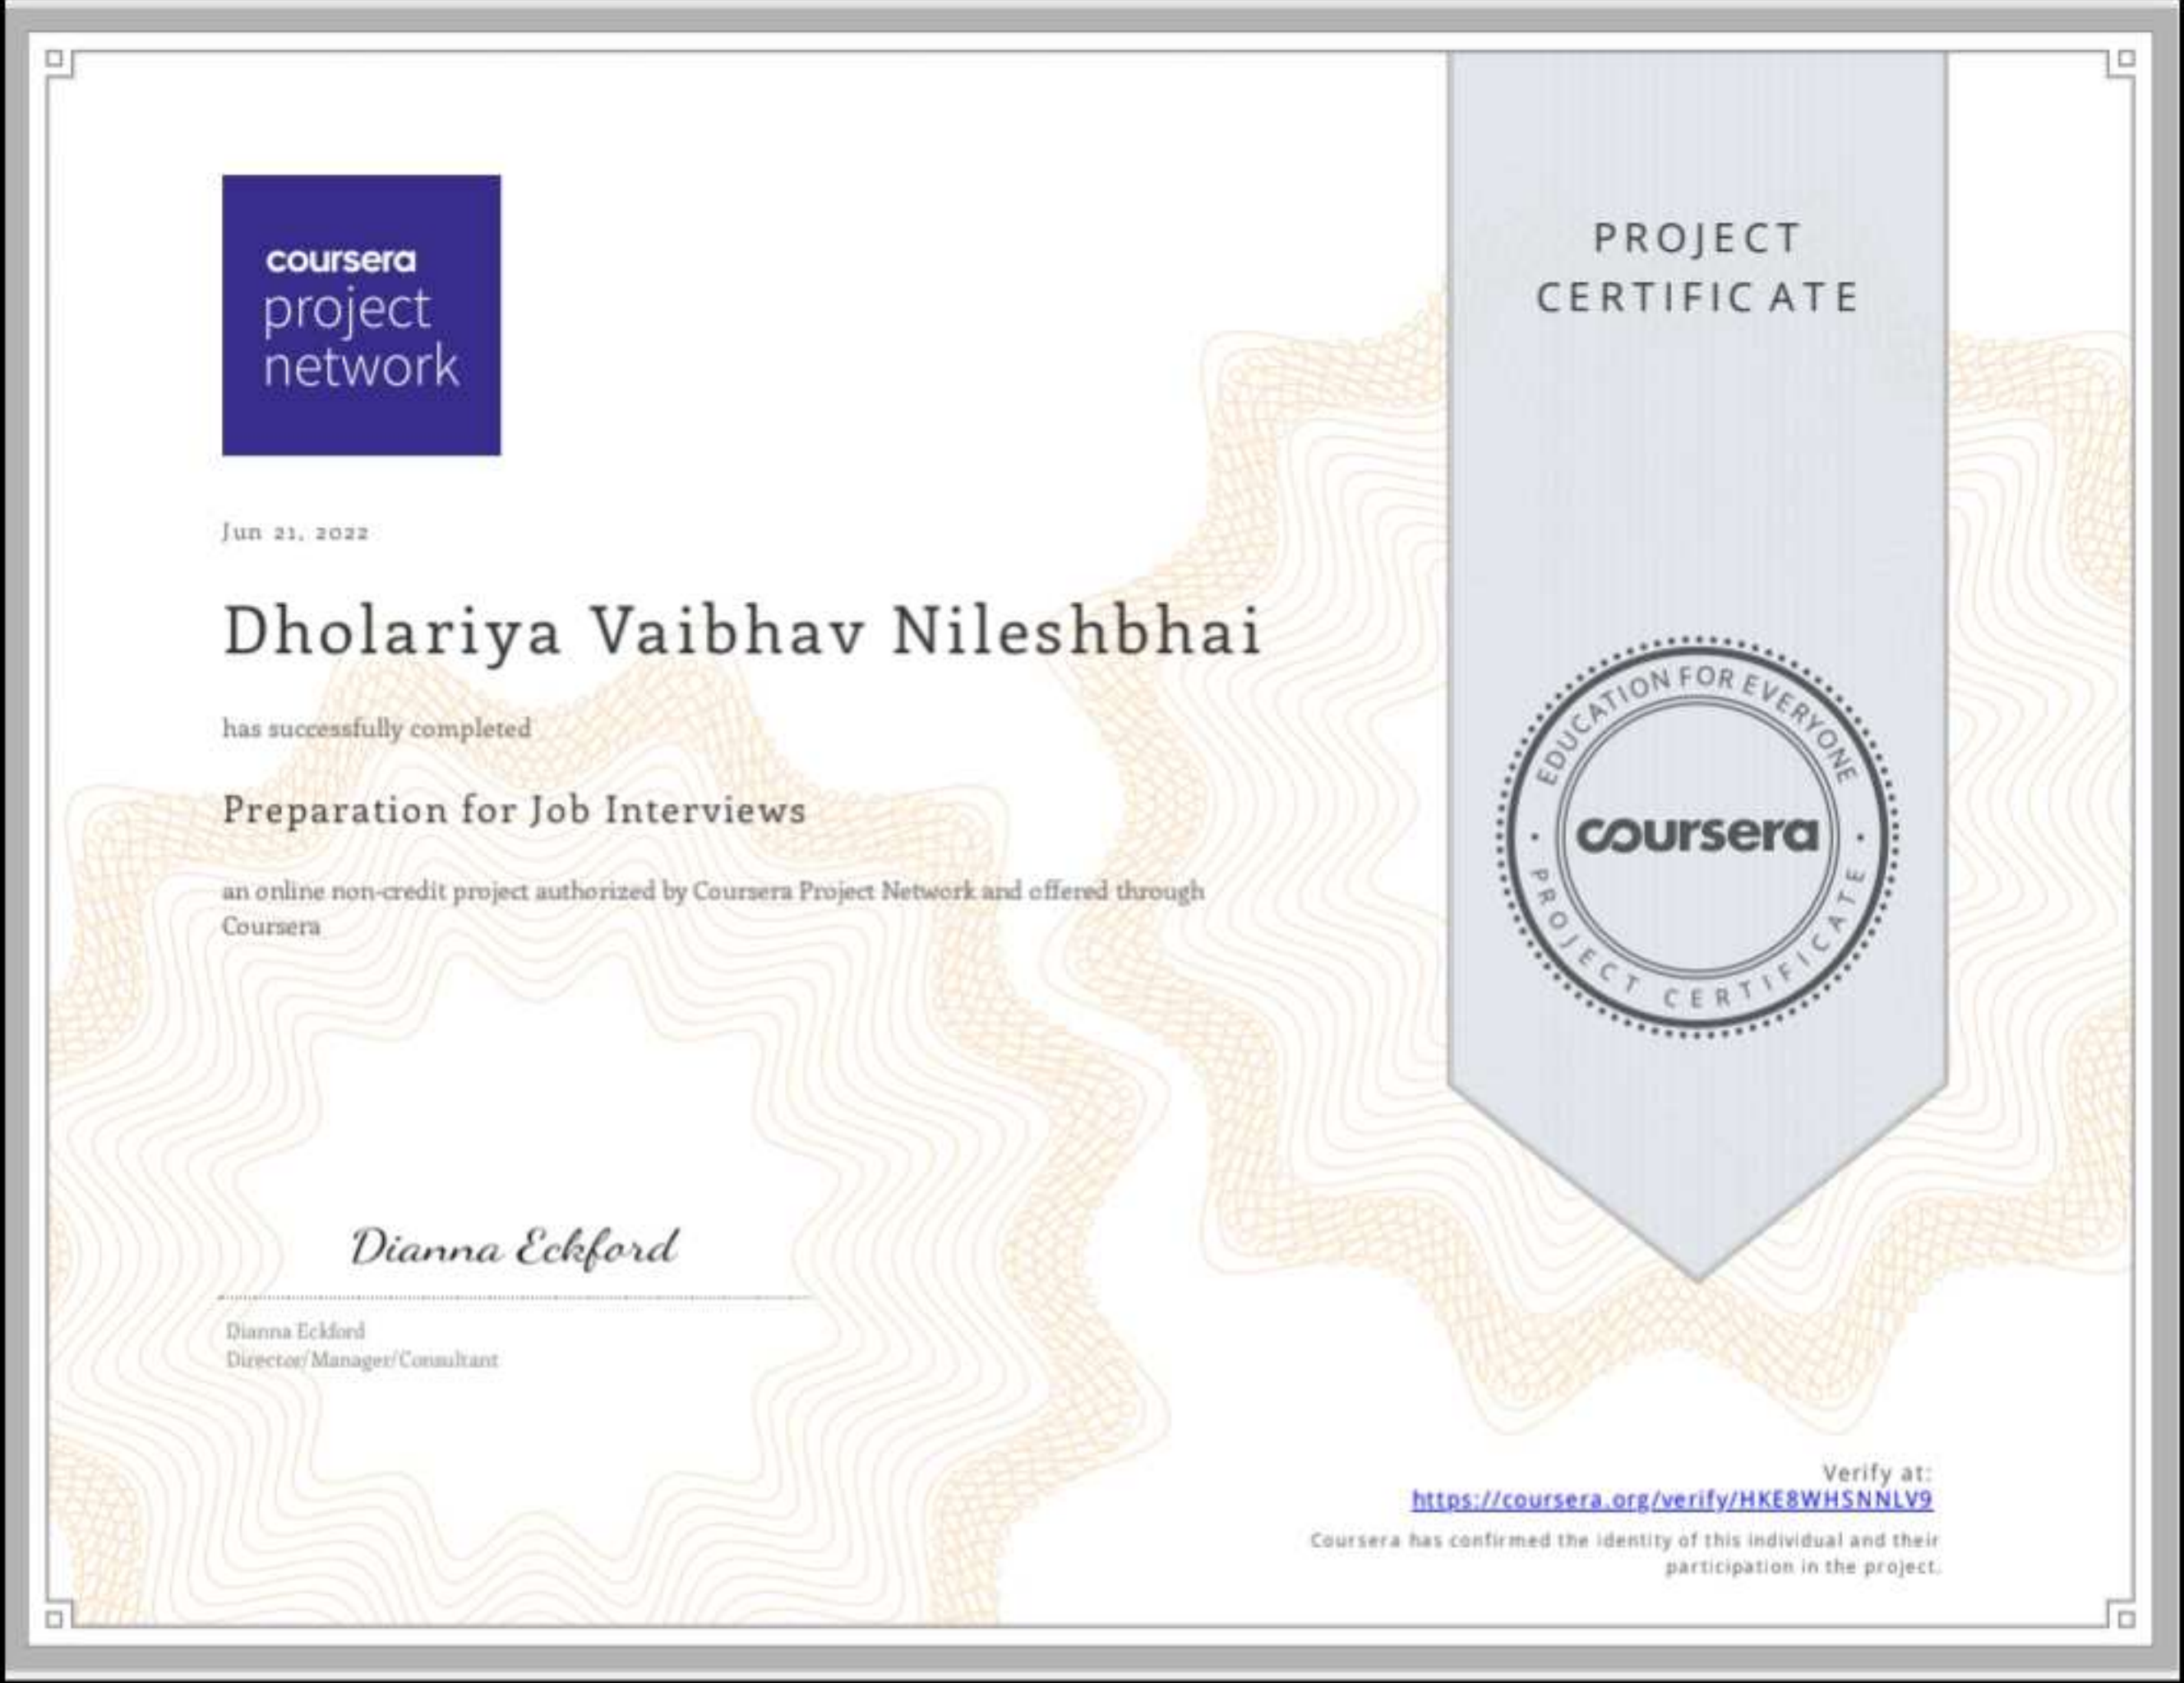 coursera
project
network
PROJECT
CERTIFICATE
Jun 21, 2022
Dholariya Vaibhav Nileshbhai
has successfully completed
Preparation for Job Interviews
an online non-credit project authorized by Coursera Project Network and offered through
Coursera
EDUCATION FOR EVERYONE
coursera
PROJECT CERTIFICATE
Dianna Eckford
Dianna Eckford
Director/Manager/Consultant
Verify at:
https://coursera.org/verify/HKE8WHSNNLV9
Coursera has confirmed the identity of this individual and their
participation in the project.